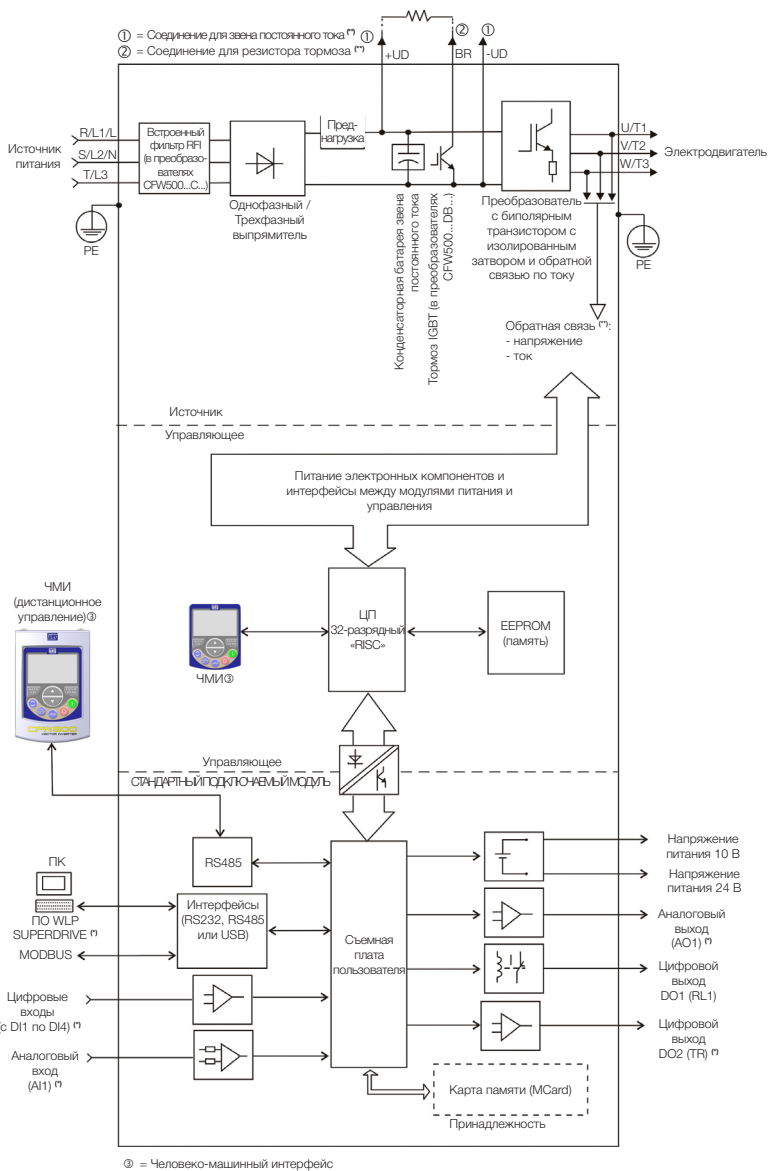 ① = Соединение для звена постоянного тока (*)
② = Соединение для резистора тормоза (**)
① ② ①
+UD BR -UD
Источник
питания
R/L1/L
S/L2/N
T/L3
PE
Встроенный
фильтр RFI
(в преобразо-
вателях
CFW500...C...)
Однофазный /
Трехфазный
выпрямитель
Пред-
нагрузка
Конденсаторная батарея звена
постоянного тока
Тормоз IGBT (в преобразователях
CFW500...DB...)
U/T1
V/T2
W/T3
Электродвигатель
PE
Преобразователь
с биполярным
транзистором с
изолированным
затвором и обратной
связью по току
Обратная связь (**):
- напряжение
- ток
Источник
Управляющее
Питание электронных компонентов и
интерфейсы между модулями питания и
управления
ЧМИ
(дистанционное
управление)③
CFW500
VECTOR INVERTER
ЧМИ③
ЦП
32-разрядный
«RISC»
EEPROM
(память)
Управляющее
СТАНДАРТНЫЙ ПОДКЛЮЧАЕМЫЙ МОДУЛЬ
RS485
ПК
ПО WLP
SUPERDRIVE (*)
MODBUS
Интерфейсы
(RS232, RS485
или USB)
Цифровые
входы
(с DI1 по DI4) (*)
Аналоговый
вход
(AI1) (*)
Съемная
плата
пользователя
Напряжение
питания 10 В
Напряжение
питания 24 В
Аналоговый
выход
(AO1) (*)
Цифровой
выход
DO1 (RL1)
Цифровой
выход
DO2 (TR) (*)
Карта памяти (MCard)
Принадлежность
③ = Человеко-машинный интерфейс